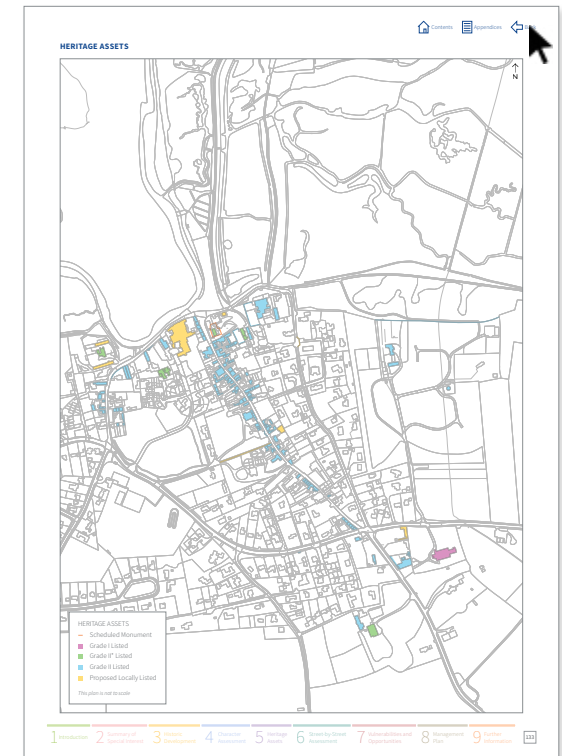 Contents
Appendices
HERITAGE ASSETS
N
HERITAGE ASSETS
Scheduled Monument
Grade I Listed
Grade II* Listed
Grade II Listed
Proposed Locally Listed
This plan is not to scale
1 Introduction
2 Summary of Special Interest
3
4 Character Assessment
5 Heritage Assets
6 Street-by-Street Assessment
7 Vulnerabilities and Opportunities
8 Management Plan
9 Further Information
133